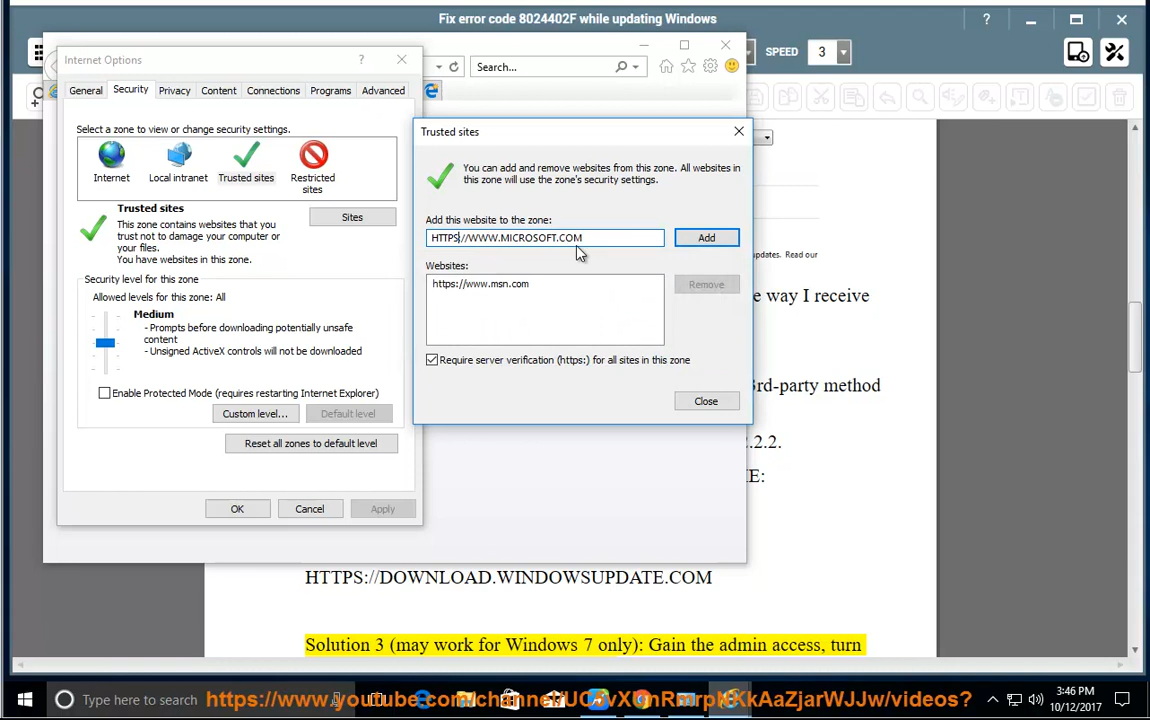 Fix error code 8024402F while updating Windows
?
SPEED 3
Internet Options
?
Search...
General Security Privacy Content Connections Programs Advanced
Select a zone to view or change security settings.
Internet Local intranet Trusted sites Restricted
sites
Trusted sites
Sites
This zone contains websites that you
trust not to damage your computer or
your files.
You have websites in this zone.
Security level for this zone
Allowed levels for this zone: All
Medium
- Prompts before downloading potentially unsafe
content
- Unsigned ActiveX controls will not be downloaded
Enable Protected Mode (requires restarting Internet Explorer)
Custom level... Default level
Reset all zones to default level
OK Cancel Apply
Trusted sites
You can add and remove websites from this zone. All websites in
this zone will use the zone's security settings.
Add this website to the zone:
HTTPS//WWW.MICROSOFT.COM Add
Websites:
https://www.msn.com Remove
Require server verification (https:) for all sites in this zone
Close
updates. Read our
e way I receive
3rd-party method
.2.2.
E:
HTTPS://DOWNLOAD.WINDOWSUPDATE.COM
Solution 3 (may work for Windows 7 only): Gain the admin access, turn
Type here to search
3:46 PM
10/12/2017